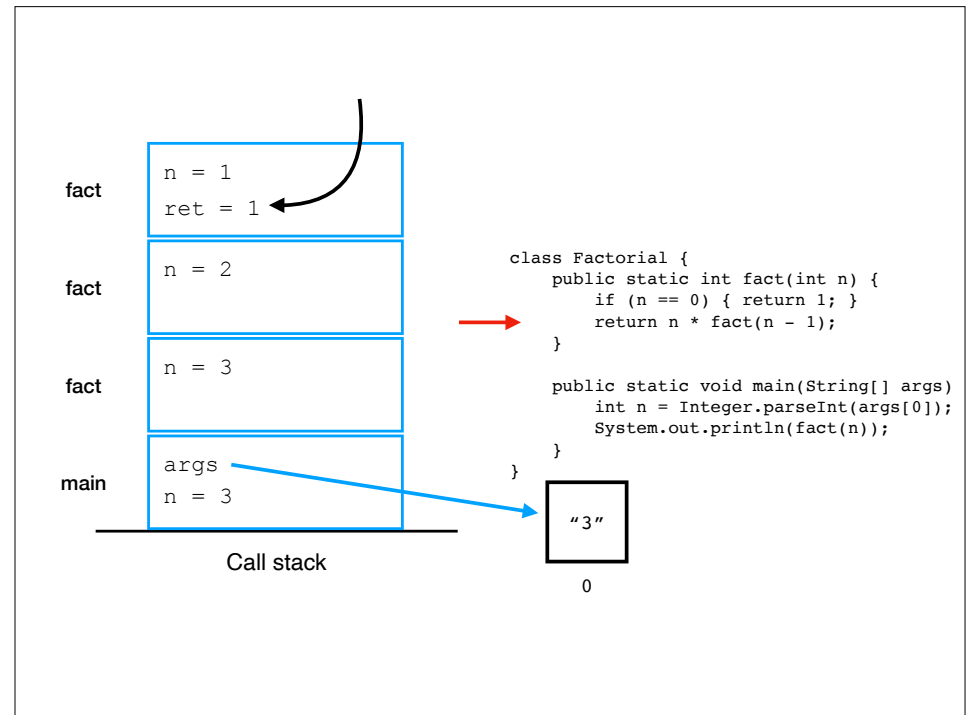 fact
n = 1
ret = 1
fact
n = 2
fact
n = 3
main
args
n = 3
Call stack
class Factorial {
    public static int fact(int n) {
        if (n == 0) { return 1; }
        return n * fact(n - 1);
    }
    public static void main(String[] args)
        int n = Integer.parseInt(args[0]);
        System.out.println(fact(n));
    }
}
“3”
0